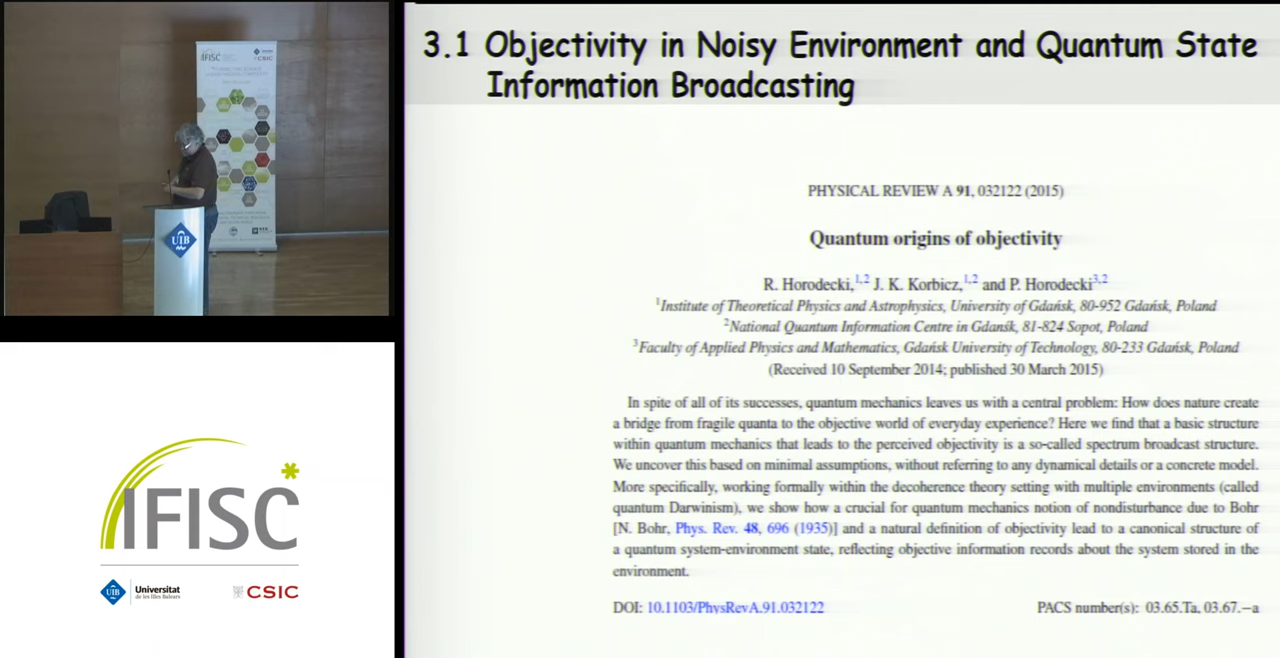 3.1 Objectivity in Noisy Environment and Quantum State
Information Broadcasting
PHYSICAL REVIEW A 91, 032122 (2015)
Quantum origins of objectivity
R. Horodecki,1,2 J. K. Korbicz,1,2 and P. Horodecki3,2
1Institute of Theoretical Physics and Astrophysics, University of Gdańsk, 80-952 Gdańsk, Poland
2National Quantum Information Centre in Gdańsk, 81-824 Sopot, Poland
3Faculty of Applied Physics and Mathematics, Gdańsk University of Technology, 80-233 Gdańsk, Poland
(Received 10 September 2014; published 30 March 2015)
In spite of all of its successes, quantum mechanics leaves us with a central problem: How does nature create
a bridge from fragile quanta to the objective world of everyday experience? Here we find that a basic structure
within quantum mechanics that leads to the perceived objectivity is a so-called spectrum broadcast structure.
We uncover this based on minimal assumptions, without referring to any dynamical details or a concrete model.
More specifically, working formally within the decoherence theory setting with multiple environments (called
quantum Darwinism), we show how a crucial for quantum mechanics notion of nondisturbance due to Bohr
[N. Bohr, Phys. Rev. 48, 696 (1935)] and a natural definition of objectivity lead to a canonical structure of
a quantum system-environment state, reflecting objective information records about the system stored in the
environment.
DOI: 10.1103/PhysRevA.91.032122 PACS number(s): 03.65.Ta, 03.67.−a
IFISC
CSIC
UIB
IFISC
UIB Universitat
de les Illes Balears
CSIC